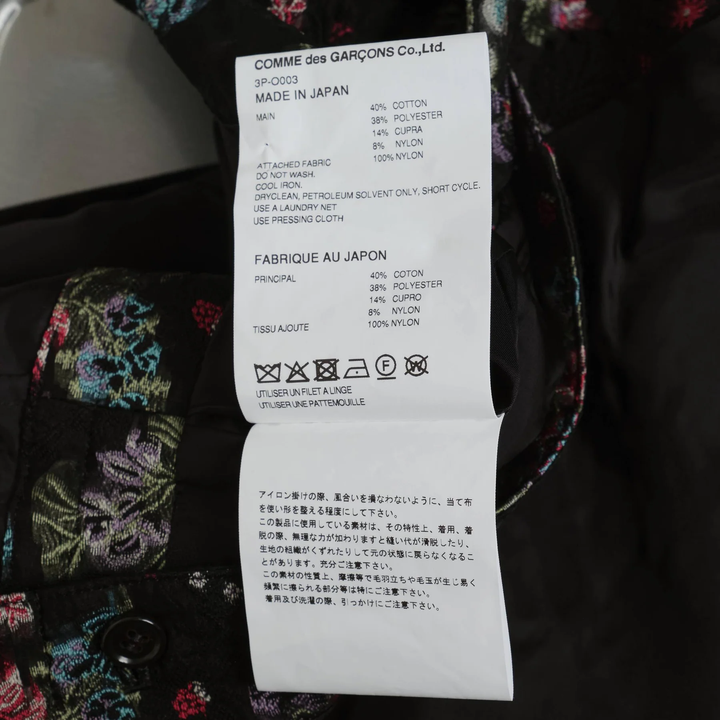 COMME des GARÇONS Co.,Ltd.
3P-O003
MADE IN JAPAN
MAIN 40% COTTON
38% POLYESTER
14% CUPRA
8% NYLON
ATTACHED FABRIC 100% NYLON
DO NOT WASH.
COOL IRON.
DRYCLEAN, PETROLEUM SOLVENT ONLY, SHORT CYCLE.
USE A LAUNDRY NET
USE PRESSING CLOTH
FABRIQUE AU JAPON
PRINCIPAL 40% COTON
38% POLYESTER
14% CUPRO
8% NYLON
TISSU AJOUTE 100% NYLON
F W
UTILISER UN FILET A LINGE
UTILISER UNE PATTEMOUILLE
アイロン掛けの際、風合いを損なわないように、当て布
を使い形を整える程度にして下さい。
この製品に使用している素材は、その特性上、着用、着
脱の際、無理な力が加わりますと縫い代が滑脱したり、
生地の組織がくずれたりして元の状態に戻らなくなるこ
とがあります。充分ご注意下さい。
この素材の性質上、摩擦等で毛羽立ちや毛玉が生じ易く
頻繁に擦られる部分等は特にご注意下さい。
着用及び洗濯の際、引っかけにご注意下さい。